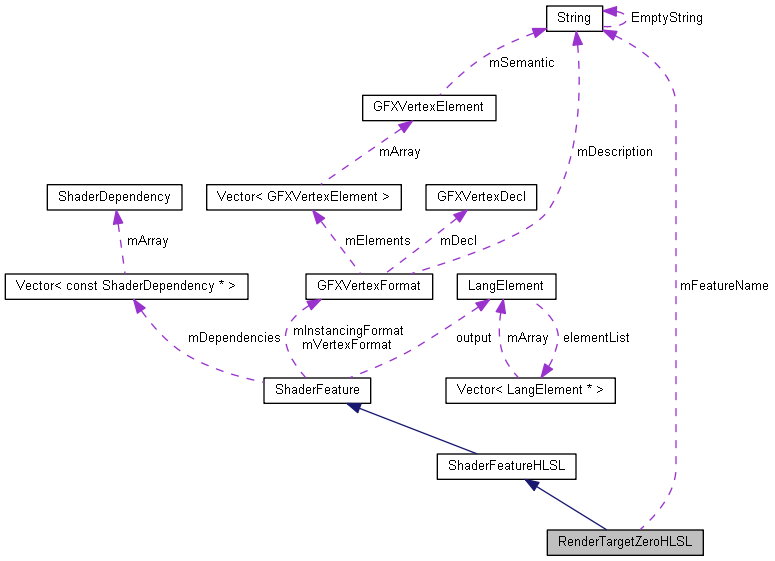 String
EmptyString
mSemantic
GFXVertexElement
mArray
mDescription
ShaderDependency
Vector< GFXVertexElement >
GFXVertexDecl
mArray
mElements
mDecl
Vector< const ShaderDependency * >
GFXVertexFormat
LangElement
mFeatureName
mDependencies
mInstancingFormat
mVertexFormat
output
mArray
elementList
ShaderFeature
Vector< LangElement * >
ShaderFeatureHLSL
RenderTargetZeroHLSL